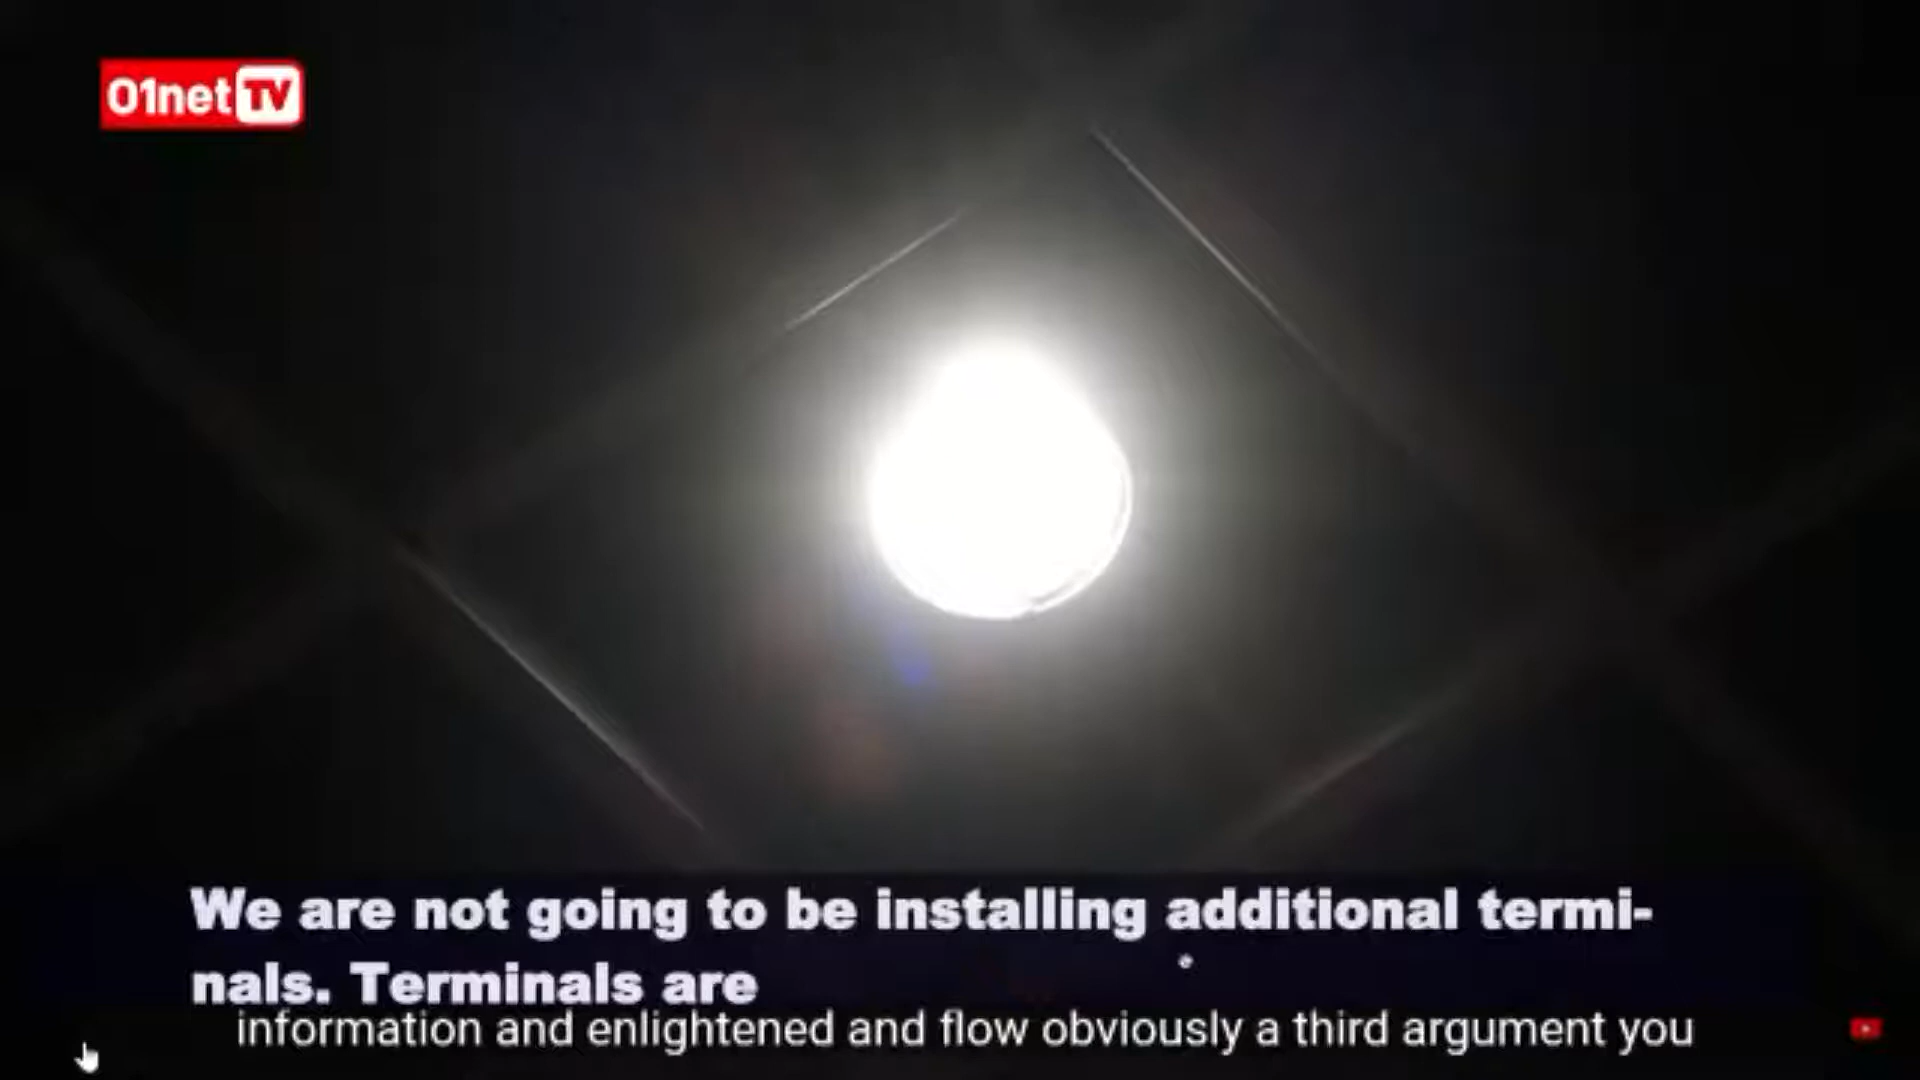 01net TV
We are not going to be installing additional termi-
nals. Terminals are
information and enlightened and flow obviously a third argument you